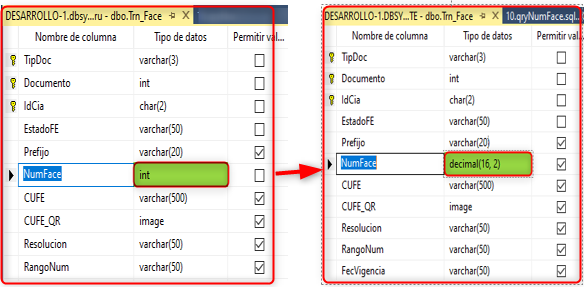 DESARROLLO-1.dbsy...ru - dbo.Trn_Face
Nombre de columna Tipo de datos Permitir val...
TipDoc varchar(3)
Documento int
IdCia char(2)
EstadoFE varchar(50)
Prefijo varchar(20)
NumFace int
CUFE varchar(500)
CUFE_QR image
Resolucion varchar(50)
RangoNum varchar(50)
DESARROLLO-1.DBSY...TE - dbo.Trn_Face 10.qryNumFace.sql...
Nombre de columna Tipo de datos Permitir val...
TipDoc varchar(3)
Documento int
IdCia char(2)
EstadoFE varchar(50)
Prefijo varchar(20)
NumFace decimal(16, 2)
CUFE varchar(500)
CUFE_QR image
Resolucion varchar(50)
RangoNum varchar(50)
FecVigencia varchar(50)